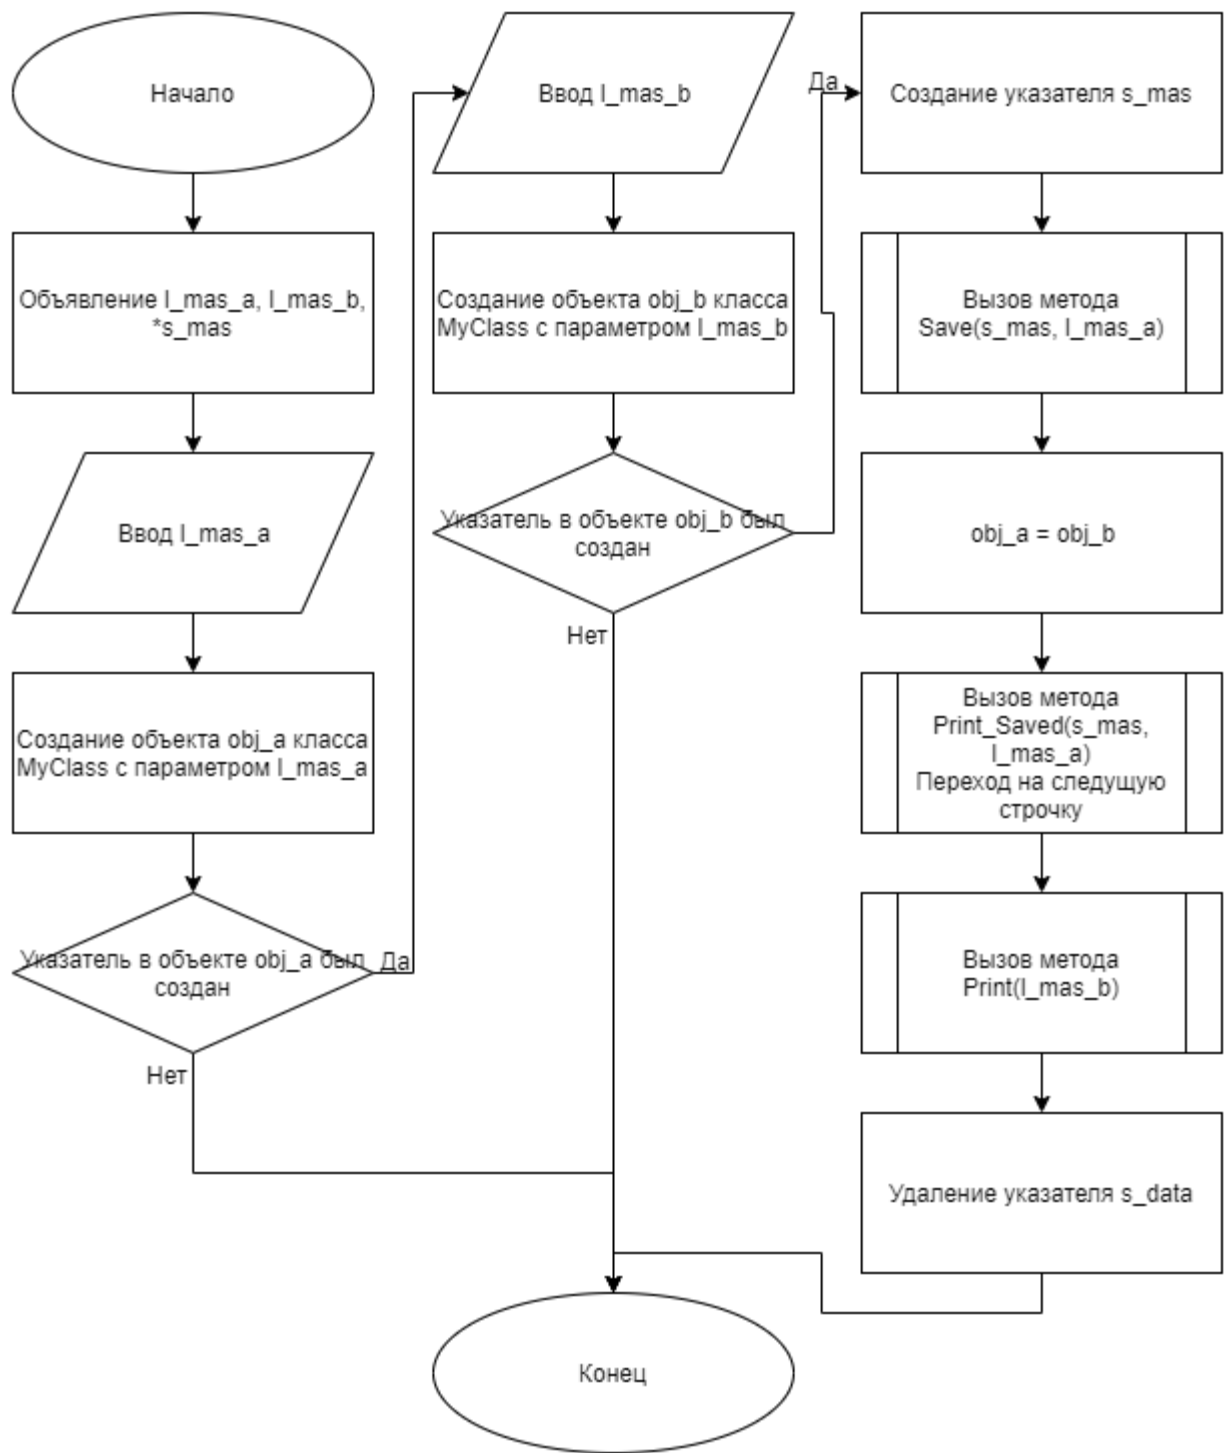 Начало
Объявление l_mas_a, l_mas_b,
*s_mas
Ввод l_mas_a
Создание объекта obj_a класса
MyClass с параметром l_mas_a
Указатель в объекте obj_a был
создан
Да
Нет
Ввод l_mas_b
Создание объекта obj_b класса
MyClass с параметром l_mas_b
Указатель в объекте obj_b был
создан
Да
Нет
Создание указателя s_mas
Вызов метода
Save(s_mas, l_mas_a)
obj_a = obj_b
Вызов метода
Print_Saved(s_mas,
l_mas_a)
Переход на следущую
строчку
Вызов метода
Print(l_mas_b)
Удаление указателя s_data
Конец